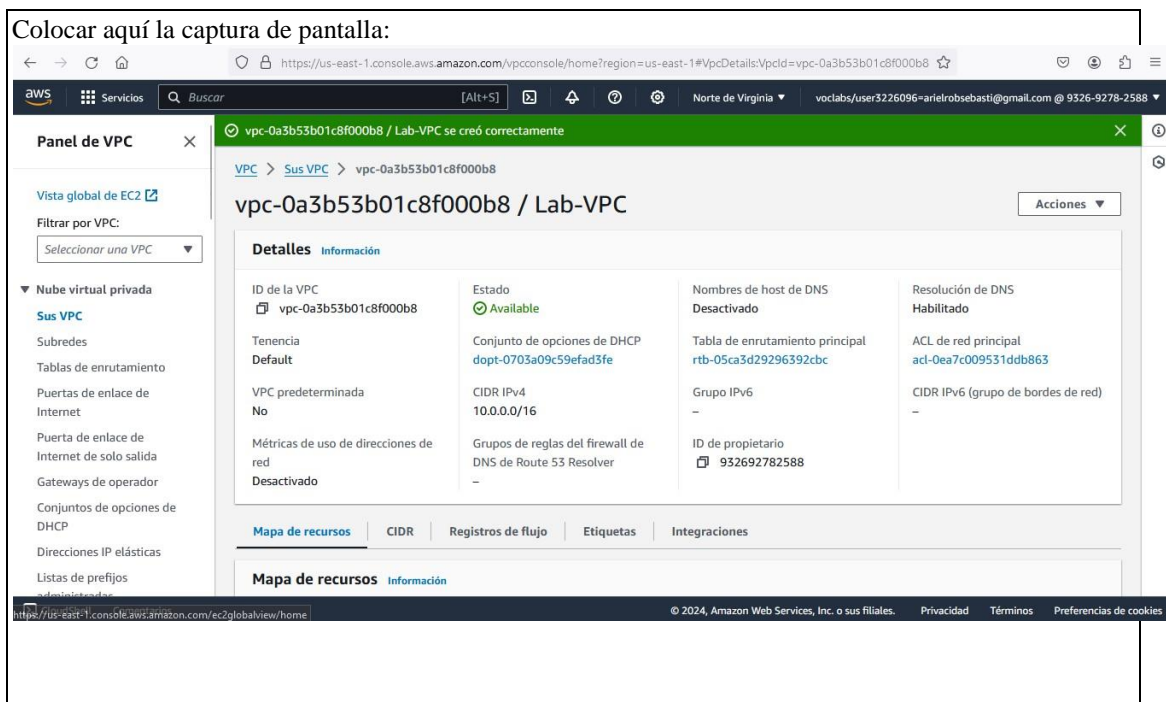 Colocar aquí la captura de pantalla:
https://us-east-1.console.aws.amazon.com/vpcconsole/home?region=us-east-1#VpcDetails:VpcId=vpc-0a3b53b01c8f000b8
aws Servicios Buscar [Alt+S] Norte de Virginia voclabs/user3226096=arielrobsebasti@gmail.com @ 9326-9278-2588
Panel de VPC
vpc-0a3b53b01c8f000b8 / Lab-VPC se creó correctamente
Vista global de EC2
Filtrar por VPC:
Seleccionar una VPC
Nube virtual privada
Sus VPC
Subredes
Tablas de enrutamiento
Puertas de enlace de
Internet
Puerta de enlace de
Internet de solo salida
Gateways de operador
Conjuntos de opciones de
DHCP
Direcciones IP elásticas
Listas de prefijos
administradas
VPC > Sus VPC > vpc-0a3b53b01c8f000b8
vpc-0a3b53b01c8f000b8 / Lab-VPC
Acciones
Detalles Información
ID de la VPC
vpc-0a3b53b01c8f000b8
Estado
Available
Nombres de host de DNS
Desactivado
Resolución de DNS
Habilitado
Tenencia
Default
Conjunto de opciones de DHCP
dopt-0703a09c59efad3fe
Tabla de enrutamiento principal
rtb-05ca3d29296392cbc
ACL de red principal
acl-0ea7c009531ddb863
VPC predeterminada
No
CIDR IPv4
10.0.0.0/16
Grupo IPv6
–
CIDR IPv6 (grupo de bordes de red)
–
Métricas de uso de direcciones de
red
Desactivado
Grupos de reglas del firewall de
DNS de Route 53 Resolver
–
ID de propietario
932692782588
Mapa de recursos CIDR Registros de flujo Etiquetas Integraciones
Mapa de recursos Información
CloudShell Comentarios
https://us-east-1.console.aws.amazon.com/ec2globalview/home
© 2024, Amazon Web Services, Inc. o sus filiales. Privacidad Términos Preferencias de cookies